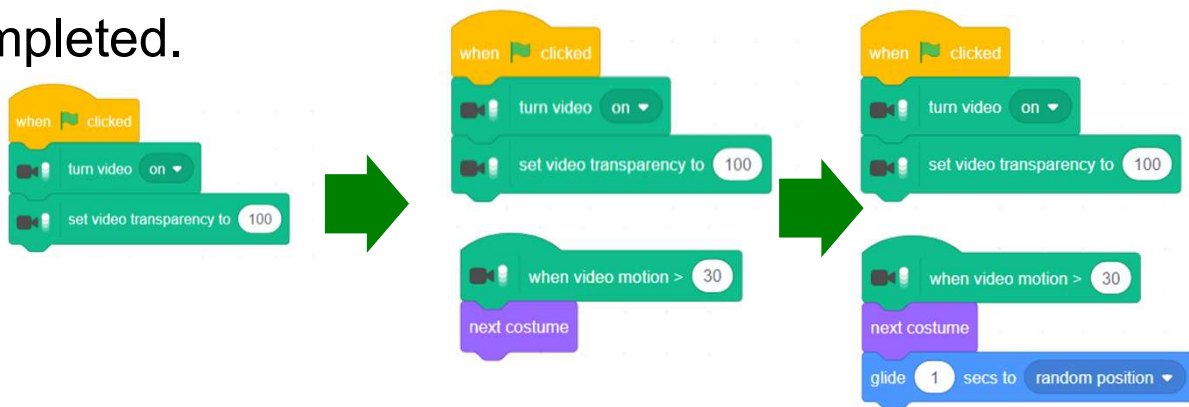 mpleted.
when clicked
turn video on
set video transparency to 100
when clicked
turn video on
set video transparency to 100
when video motion > 30
next costume
when clicked
turn video on
set video transparency to 100
when video motion > 30
next costume
glide 1 secs to random position